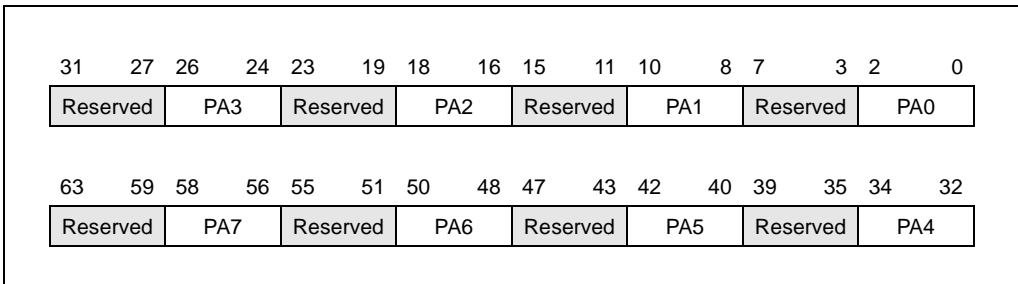 31 27 26 24 23 19 18 16 15 11 10 8 7 3 2 0
Reserved PA3 Reserved PA2 Reserved PA1 Reserved PA0
63 59 58 56 55 51 50 48 47 43 42 40 39 35 34 32
Reserved PA7 Reserved PA6 Reserved PA5 Reserved PA4